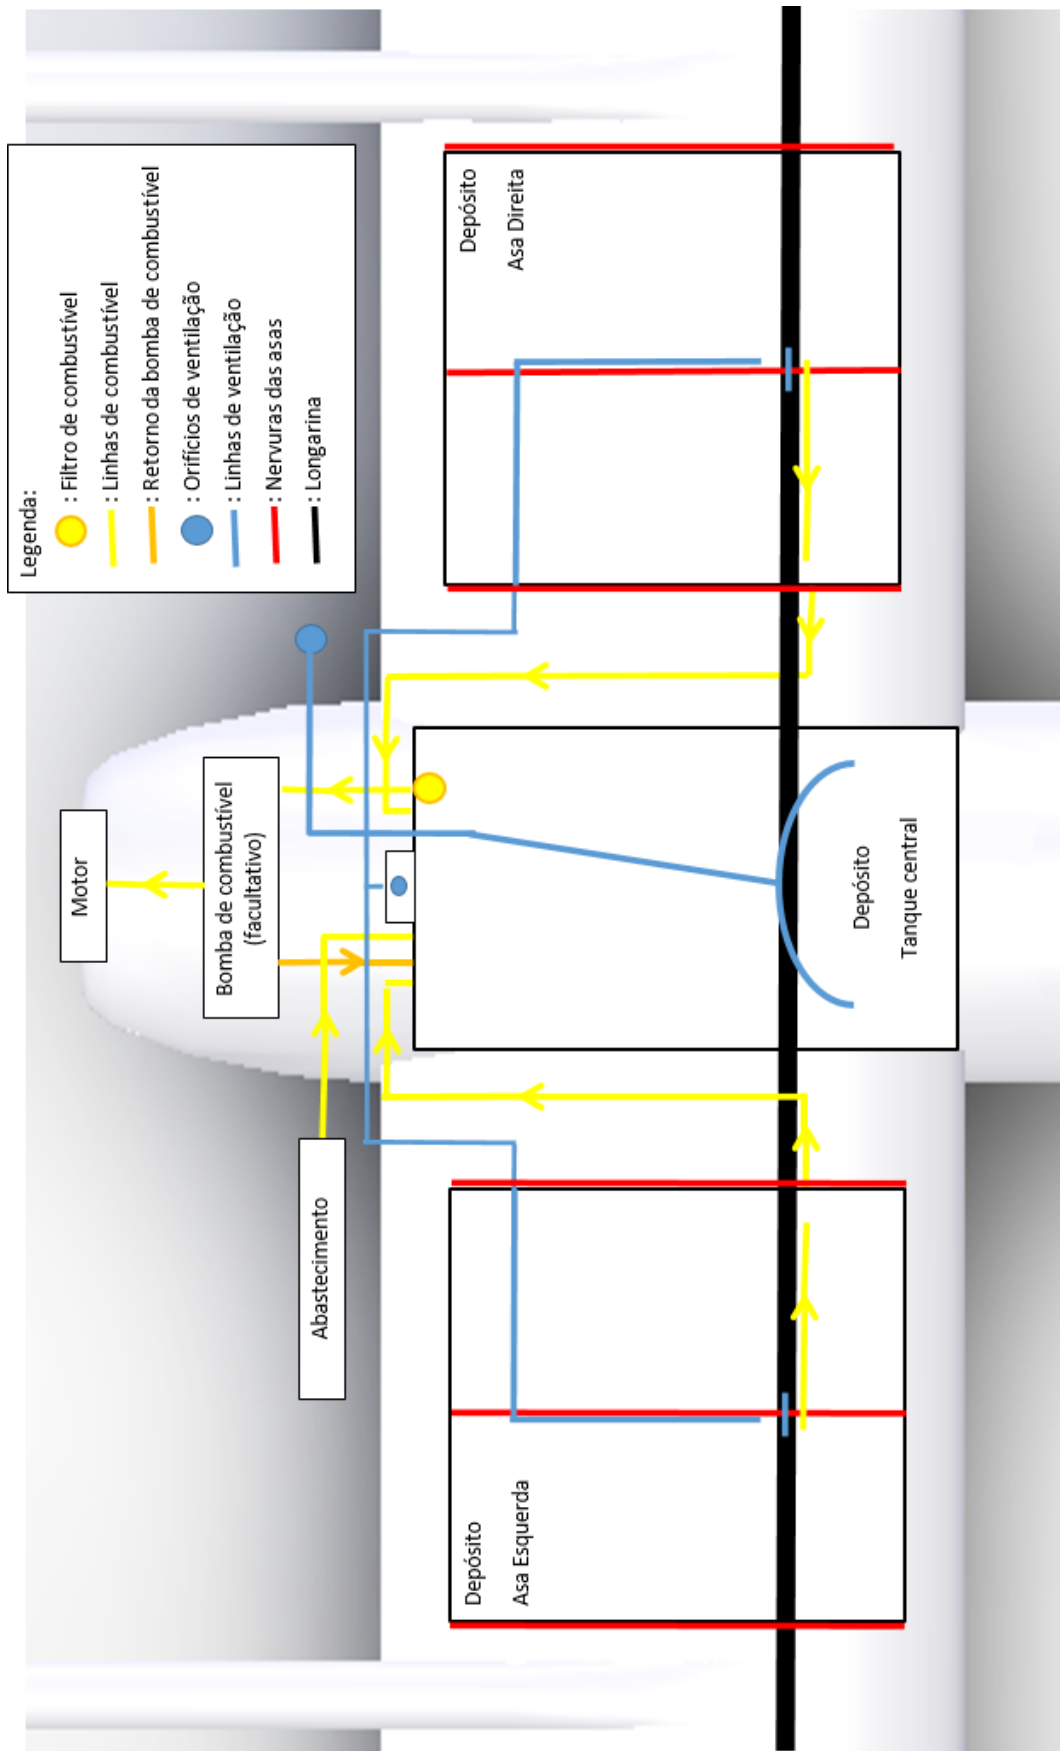 Legenda:
: Filtro de combustível
: Linhas de combustível
: Retorno da bomba de combustível
: Orifícios de ventilação
: Linhas de ventilação
: Nervuras das asas
: Longarina
Motor
Bomba de combustível
(facultativo)
Abastecimento
Depósito
Asa Esquerda
Depósito
Tanque central
Depósito
Asa Direita